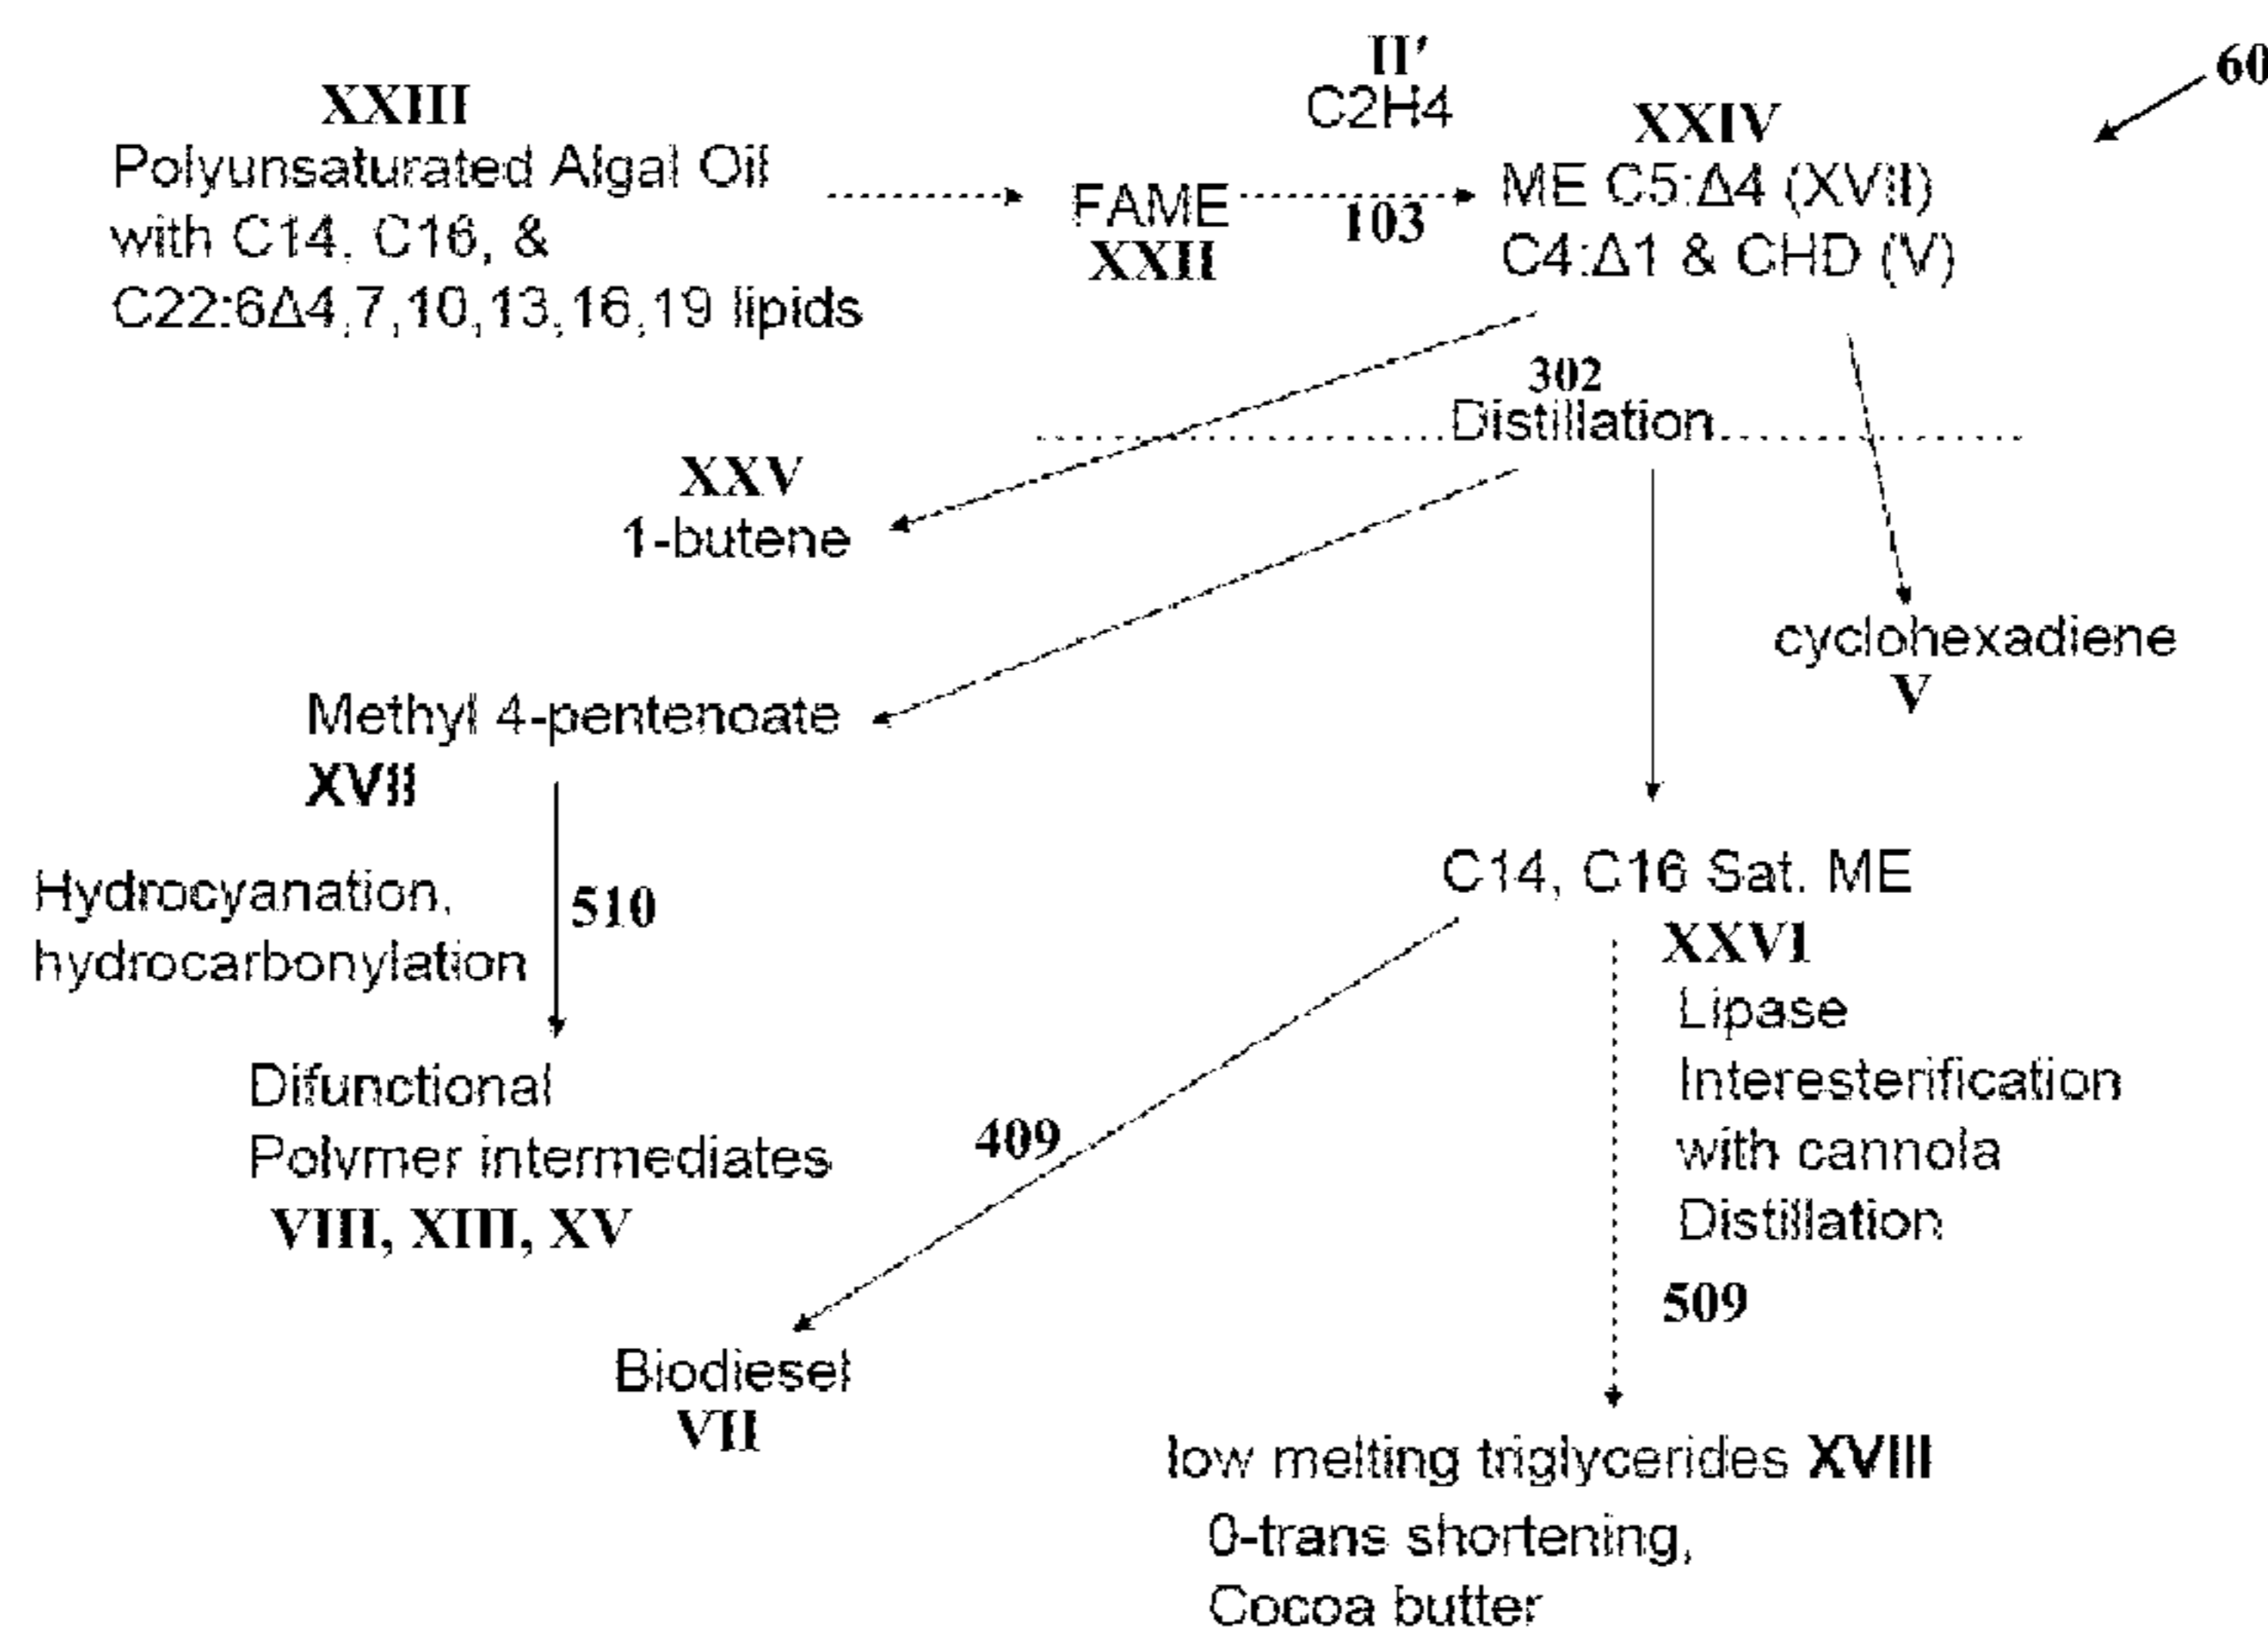 II'
C2H4
60
XXIII
Polyunsaturated Algal Oil
with C14, C16, &
C22:6Δ4,7,10,13,16,19 lipids
FAME
XXII
103
XXIV
ME C5:Δ4 (XVII)
C4:Δ1 & CHD (V)
302
Distillation
XXV
1-butene
cyclohexadiene
V
Methyl 4-pentenoate
XVII
Hydrocyanation,
hydrocarbonylation
510
C14, C16 Sat. ME
XXVI
Lipase
Interesterification
with cannola
Distillation
509
Difunctional
Polymer intermediates
VIII, XIII, XV
409
Biodiesel
VII
low melting triglycerides XVIII
0-trans shortening,
Cocoa butter